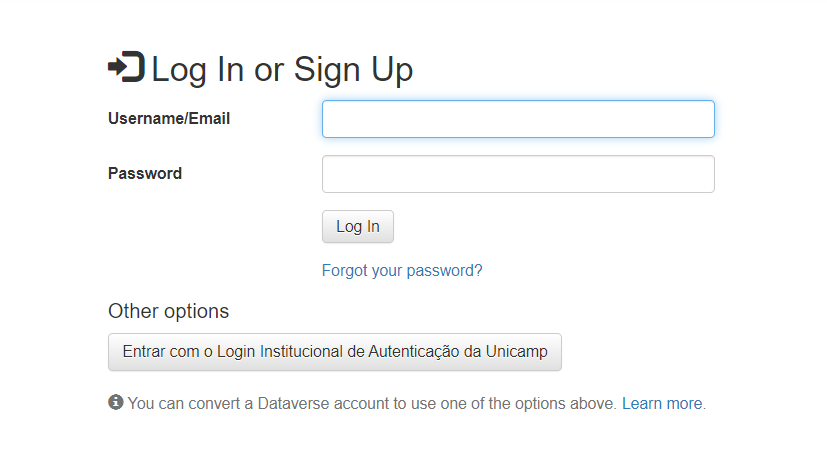 Log In or Sign Up
Username/Email
Password
Log In
Forgot your password?
Other options
Entrar com o Login Institucional de Autenticação da Unicamp
You can convert a Dataverse account to use one of the options above. Learn more.